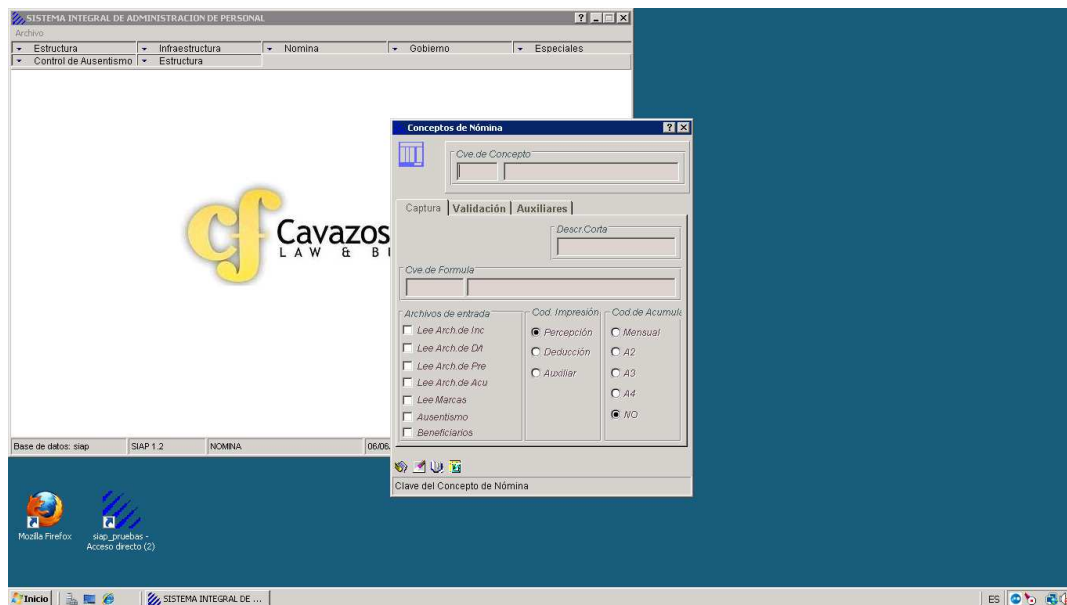 SISTEMA INTEGRAL DE ADMINISTRACION DE PERSONAL
Archivo
Estructura Infraestructura Nomina Gobierno Especiales
Control de Ausentismo Estructura
cf Cavazos
LAW & B
Conceptos de Nómina
Cve.de Concepto
Captura Validación Auxiliares
Descr.Corta
Cve.de Formula
Archivos de entrada
Lee Arch.de Inc
Lee Arch.de D/t
Lee Arch.de Pre
Lee Arch.de Acu
Lee Marcas
Ausentismo
Beneficiarios
Cod. Impresión
Percepción
Deducción
Auxiliar
Cod.de Acumula
Mensual
A2
A3
A4
NO
Clave del Concepto de Nómina
Base de datos: siap SIAP 1.2 NOMINA 06/06
Mozilla Firefox
siap_pruebas -
Acceso directo (2)
Inicio SISTEMA INTEGRAL DE ... ES